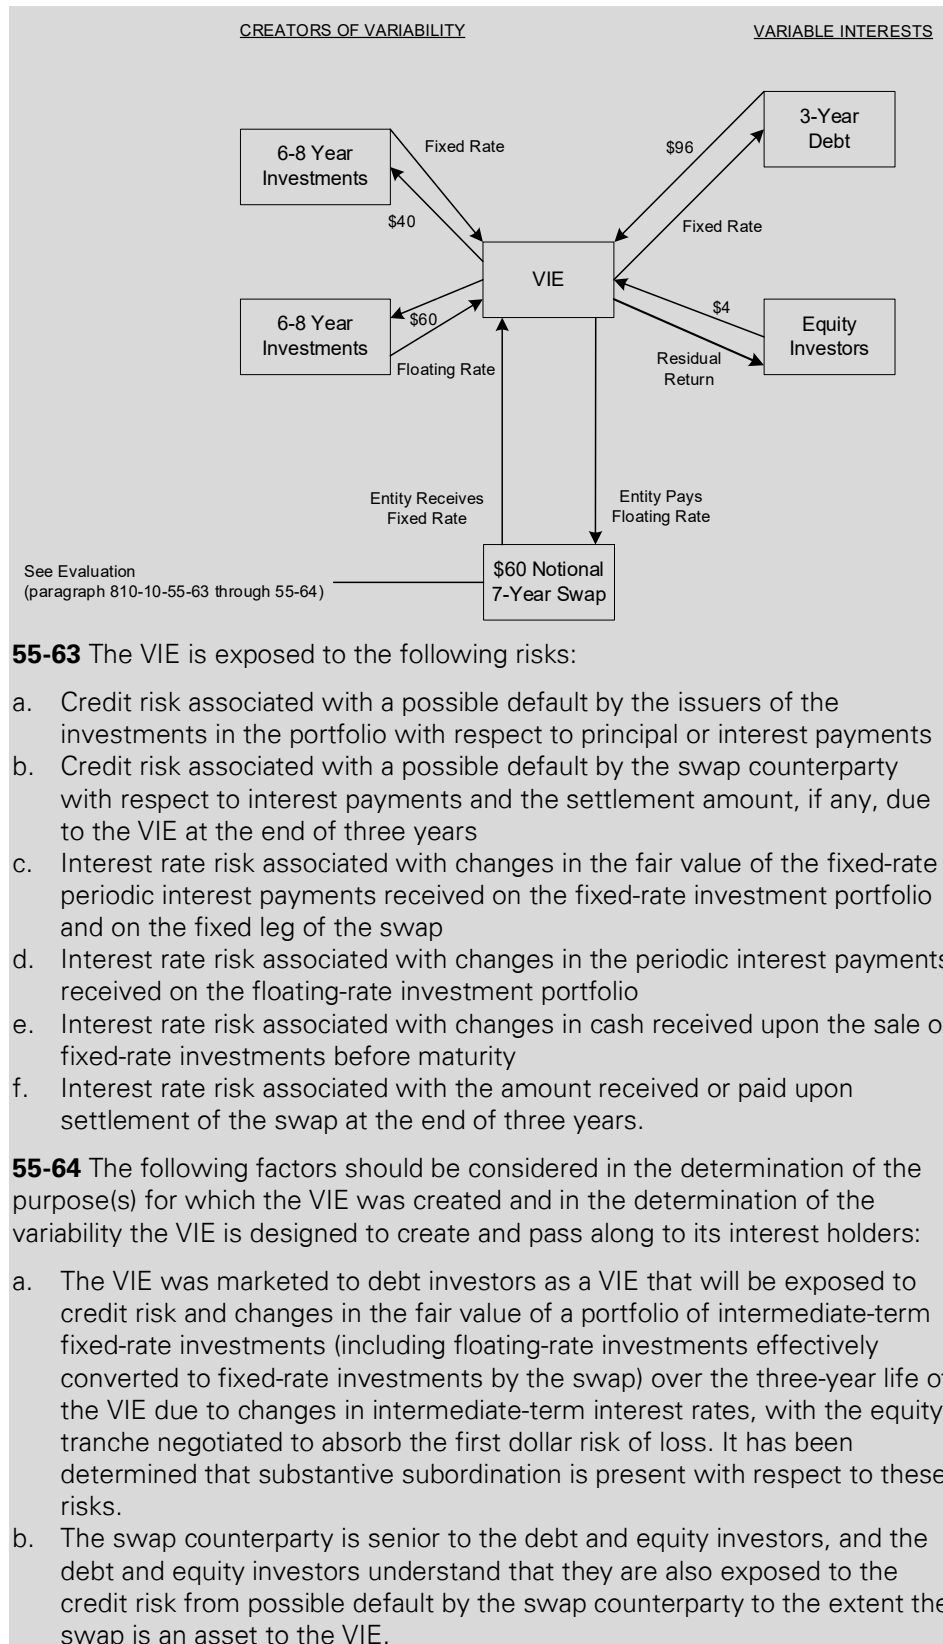 CREATORS OF VARIABILITY
VARIABLE INTERESTS
6-8 Year
Investments
Fixed Rate
$40
$96
3-Year
Debt
Fixed Rate
VIE
6-8 Year
Investments
$60
Floating Rate
$4
Equity
Investors
Residual
Return
Entity Receives
Fixed Rate
Entity Pays
Floating Rate
See Evaluation
(paragraph 810-10-55-63 through 55-64)
$60 Notional
7-Year Swap
55-63 The VIE is exposed to the following risks:
a. Credit risk associated with a possible default by the issuers of the
investments in the portfolio with respect to principal or interest payments
b. Credit risk associated with a possible default by the swap counterparty
with respect to interest payments and the settlement amount, if any, due
to the VIE at the end of three years
c. Interest rate risk associated with changes in the fair value of the fixed-rate
periodic interest payments received on the fixed-rate investment portfolio
and on the fixed leg of the swap
d. Interest rate risk associated with changes in the periodic interest payments
received on the floating-rate investment portfolio
e. Interest rate risk associated with changes in cash received upon the sale o
fixed-rate investments before maturity
f. Interest rate risk associated with the amount received or paid upon
settlement of the swap at the end of three years.
55-64 The following factors should be considered in the determination of the
purpose(s) for which the VIE was created and in the determination of the
variability the VIE is designed to create and pass along to its interest holders:
a. The VIE was marketed to debt investors as a VIE that will be exposed to
credit risk and changes in the fair value of a portfolio of intermediate-term
fixed-rate investments (including floating-rate investments effectively
converted to fixed-rate investments by the swap) over the three-year life o
the VIE due to changes in intermediate-term interest rates, with the equity
tranche negotiated to absorb the first dollar risk of loss. It has been
determined that substantive subordination is present with respect to these
risks.
b. The swap counterparty is senior to the debt and equity investors, and the
debt and equity investors understand that they are also exposed to the
credit risk from possible default by the swap counterparty to the extent the
swap is an asset to the VIE.